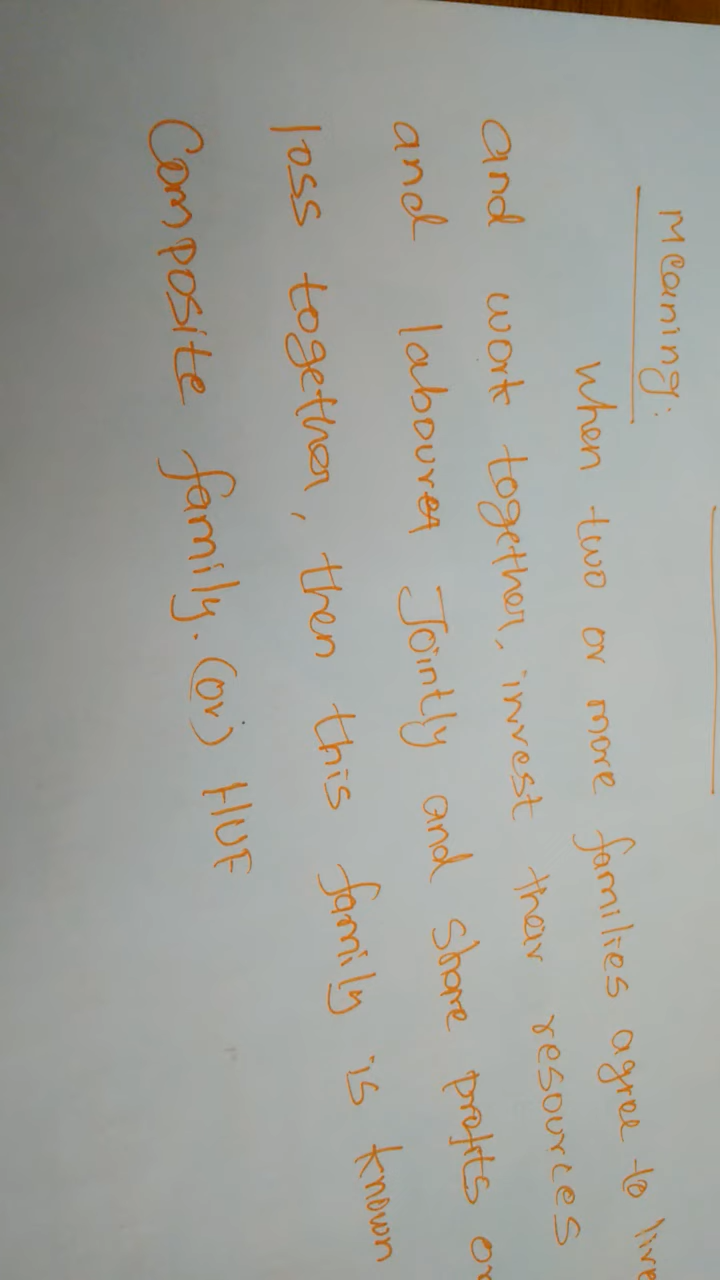 Meaning:
When two or more families agree to live
and work together, invest their resources
and labourer Jointly and share profits or
loss together, then this family is known
Composite family. (or) HUF